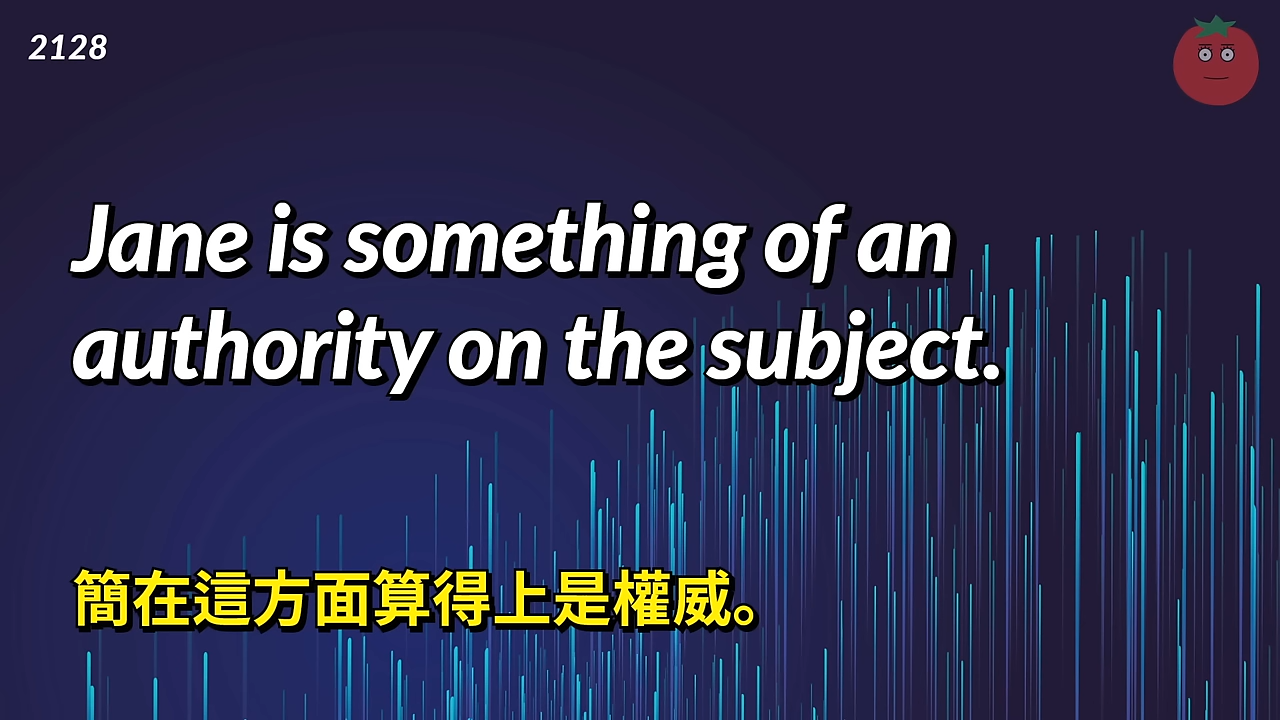 2128
Jane is something of an
authority on the subject.
簡在這方面算得上是權威。